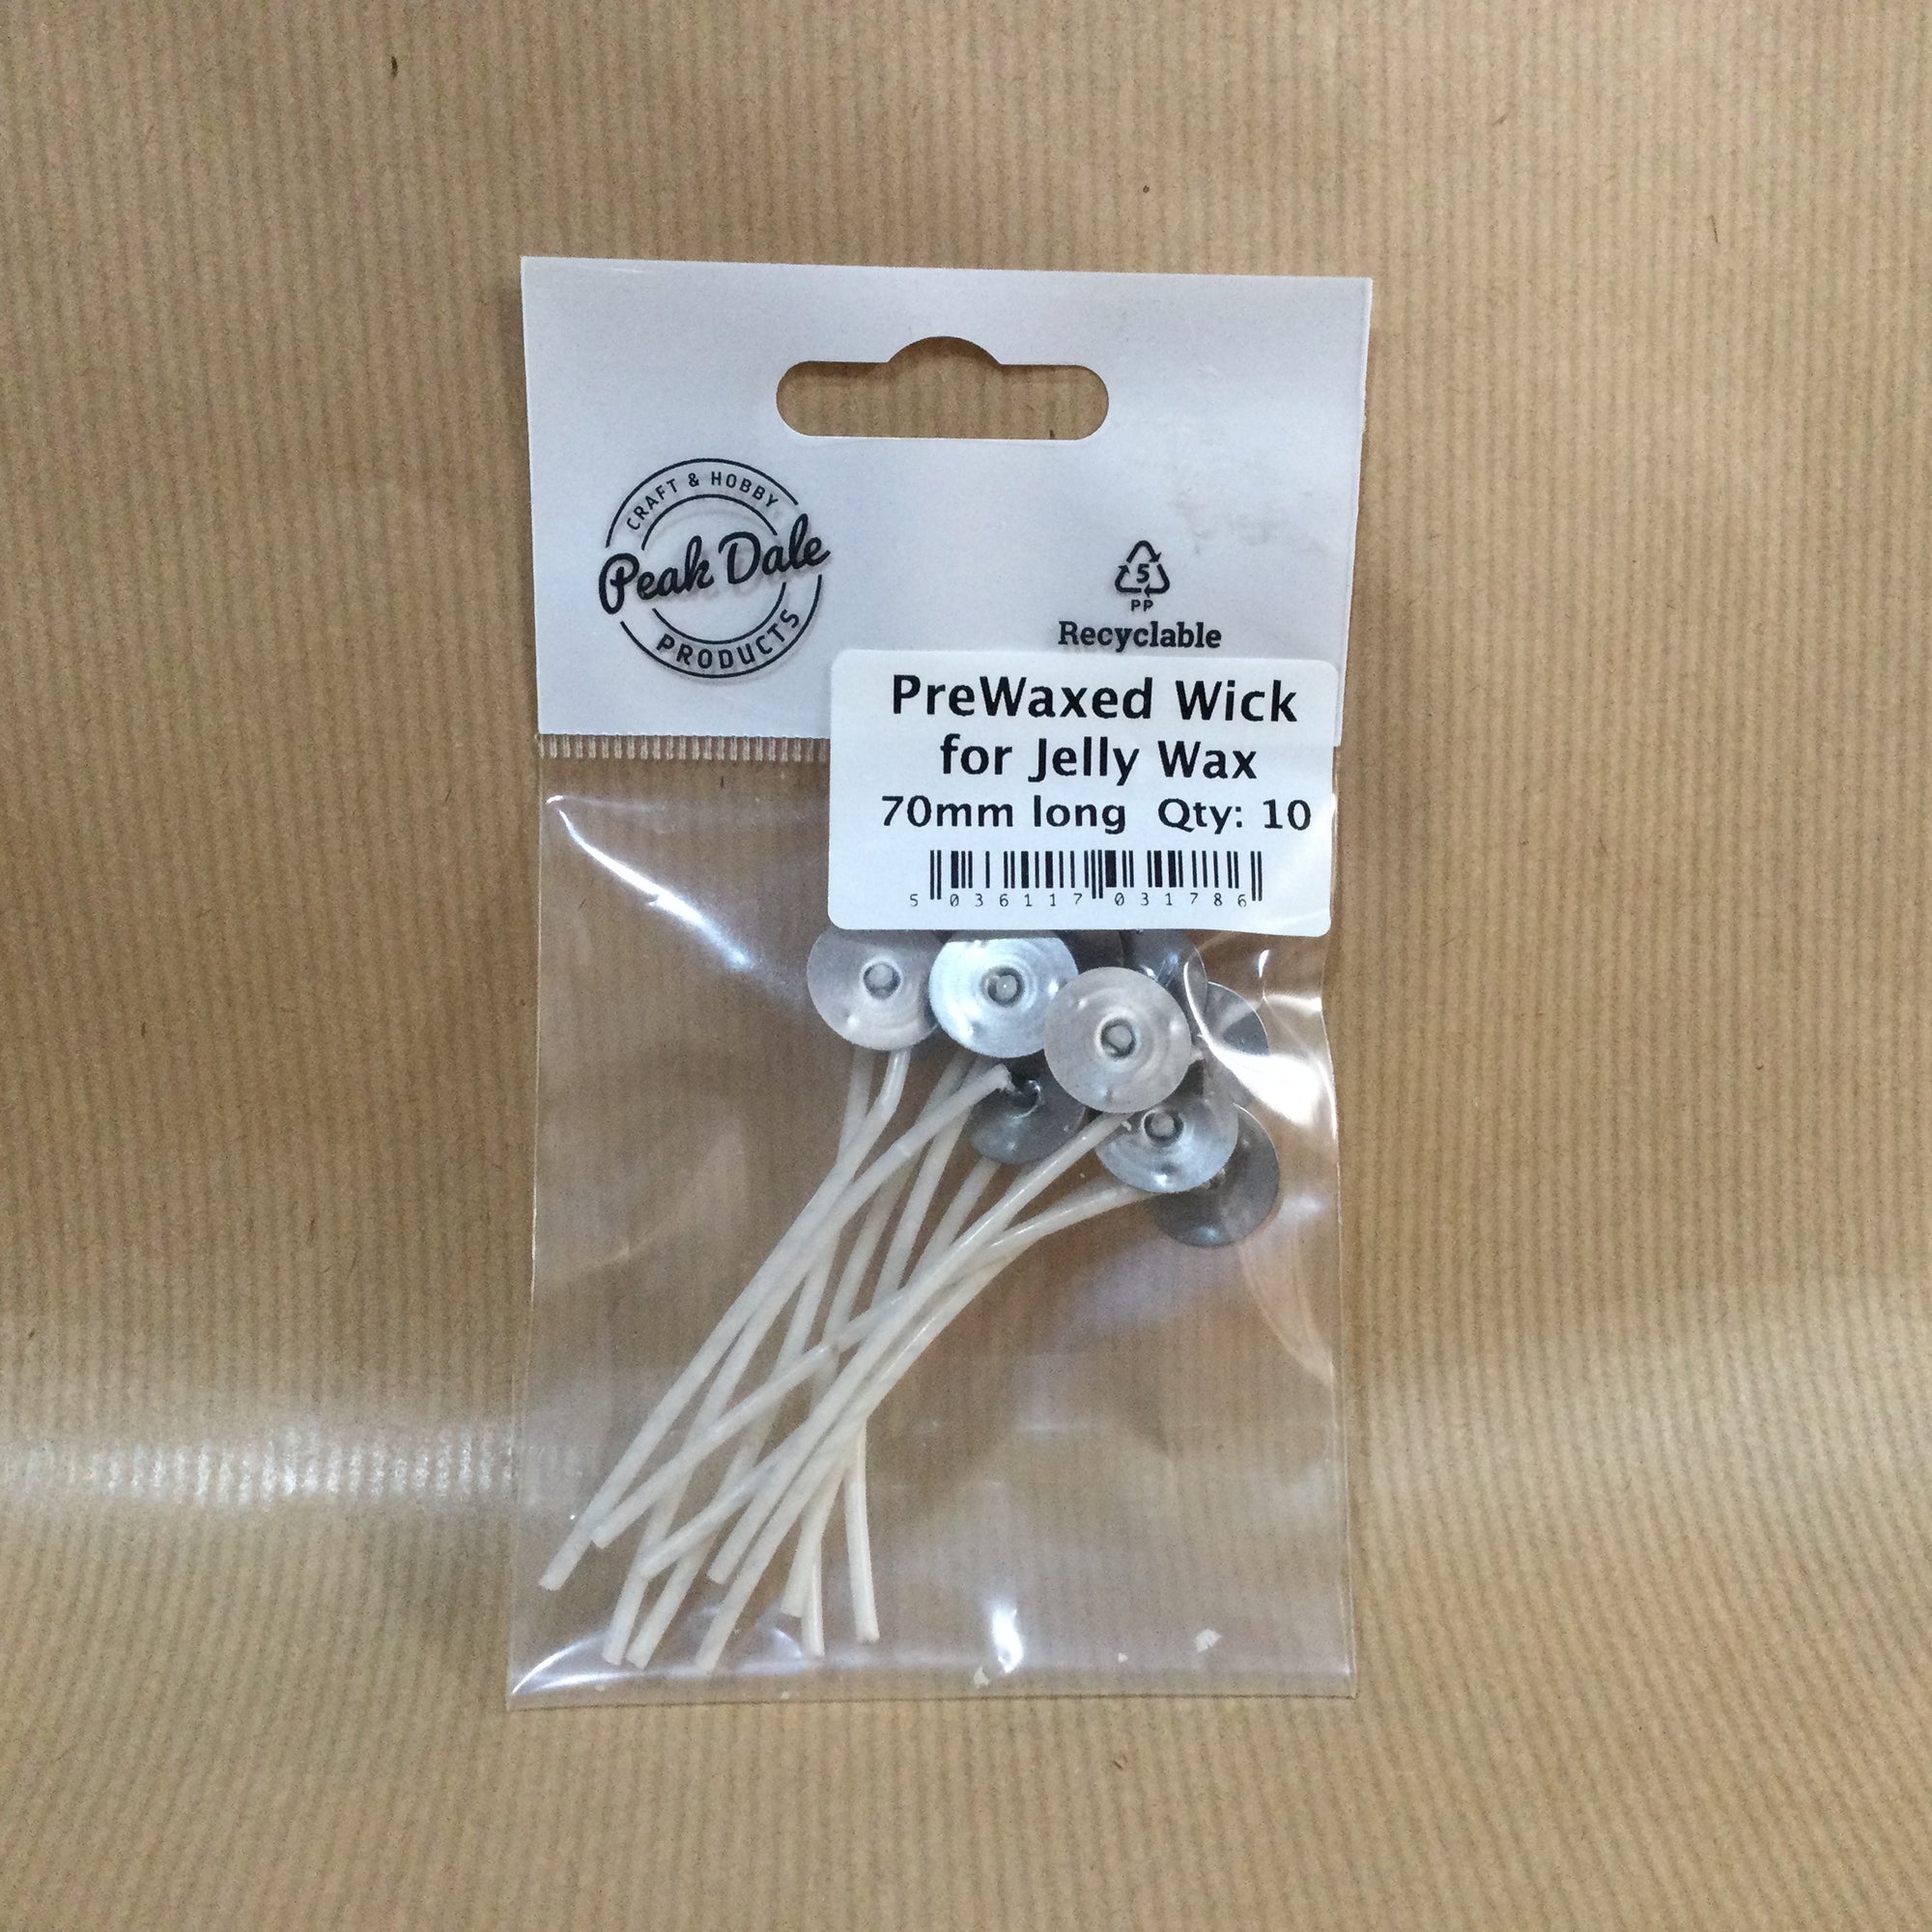 CRAFT & HOBBY
Peak Dale
PRODUCTS
5
PP
Recyclable
PreWaxed Wick
for Jelly Wax
70mm long Qty: 10
5 036117 031786